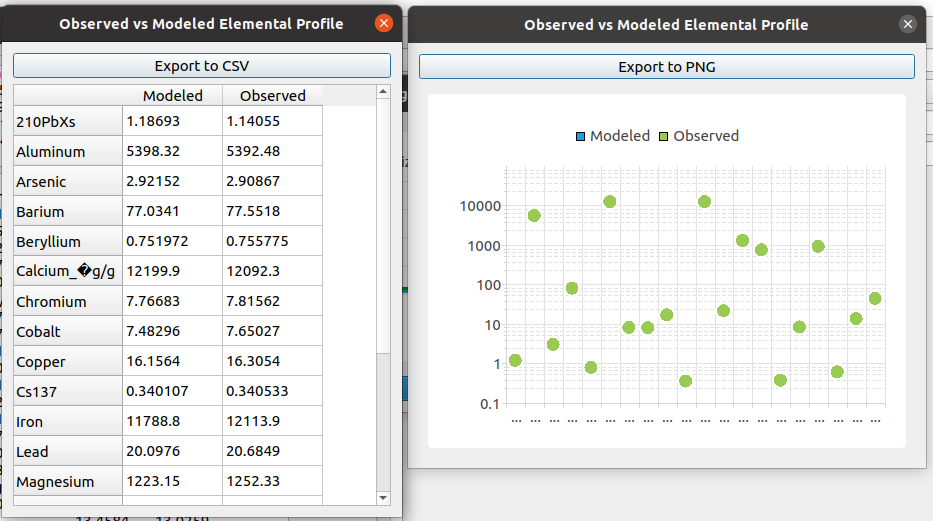 Observed vs Modeled Elemental Profile
Export to CSV
Modeled Observed
210PbXs 1.18693 1.14055
Aluminum 5398.32 5392.48
Arsenic 2.92152 2.90867
Barium 77.0341 77.5518
Beryllium 0.751972 0.755775
Calcium_�g/g 12199.9 12092.3
Chromium 7.76683 7.81562
Cobalt 7.48296 7.65027
Copper 16.1564 16.3054
Cs137 0.340107 0.340533
Iron 11788.8 12113.9
Lead 20.0976 20.6849
Magnesium 1223.15 1252.33
Observed vs Modeled Elemental Profile
Export to PNG
Modeled Observed
10000
1000
100
10
1
0.1
... ... ... ... ... ... ... ... ... ... ... ... ... ... ... ... ... ... ... ...